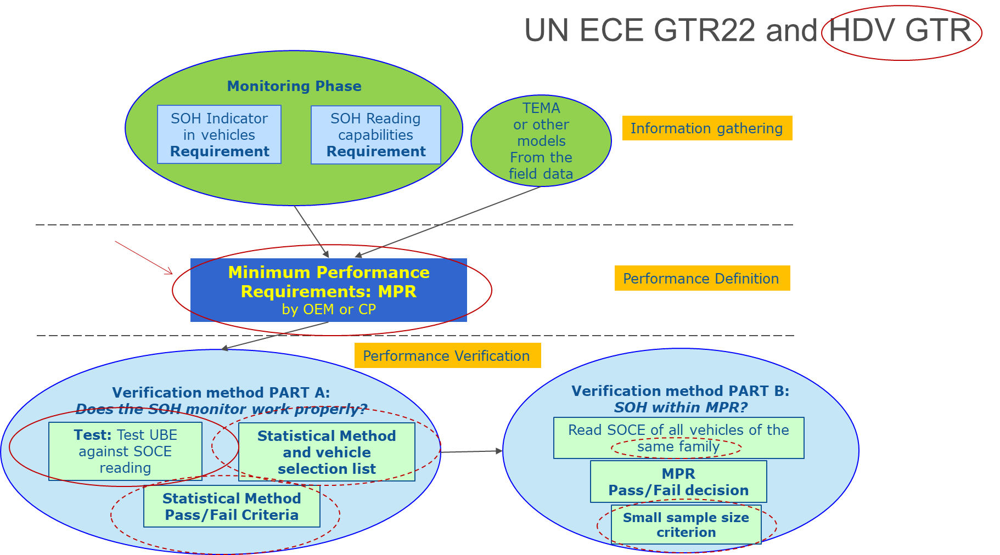 UN ECE GTR22 and HDV GTR
Monitoring Phase
SOH Indicator
in vehicles
Requirement
SOH Reading
capabilities
Requirement
TEMA
or other
models
From the
field data
Information gathering
Minimum Performance
Requirements: MPR
by OEM or CP
Performance Definition
Performance Verification
Verification method PART A:
Does the SOH monitor work properly?
Test: Test UBE
against SOCE
reading
Statistical Method
and vehicle
selection list
Statistical Method
Pass/Fail Criteria
Verification method PART B:
SOH within MPR?
Read SOCE of all vehicles of the
same family
MPR
Pass/Fail decision
Small sample size
criterion